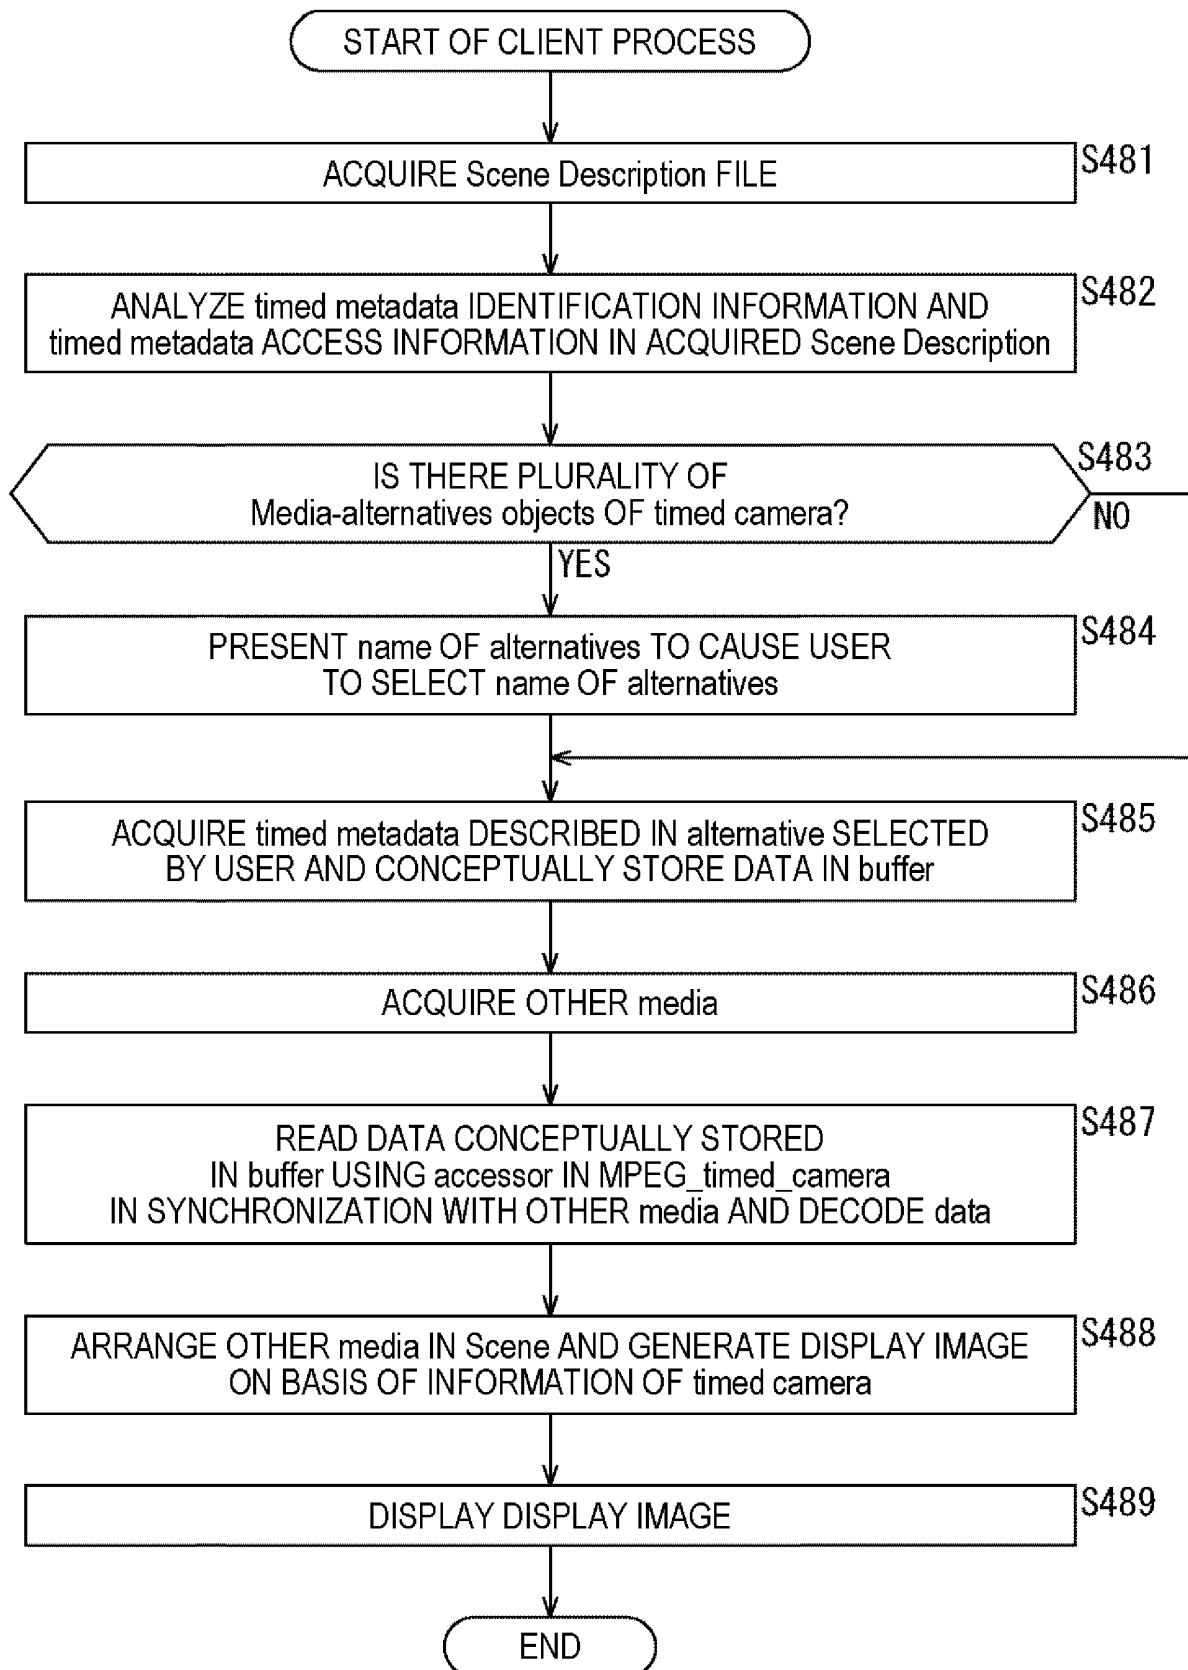 START OF CLIENT PROCESS
S481
ACQUIRE Scene Description FILE
S482
ANALYZE timed metadata IDENTIFICATION INFORMATION AND
timed metadata ACCESS INFORMATION IN ACQUIRED Scene Description
S483
IS THERE PLURALITY OF
Media-alternatives objects OF timed camera?
NO
YES
S484
PRESENT name OF alternatives TO CAUSE USER
TO SELECT name OF alternatives
S485
ACQUIRE timed metadata DESCRIBED IN alternative SELECTED
BY USER AND CONCEPTUALLY STORE DATA IN buffer
S486
ACQUIRE OTHER media
S487
READ DATA CONCEPTUALLY STORED
IN buffer USING accessor IN MPEG_timed_camera
IN SYNCHRONIZATION WITH OTHER media AND DECODE data
S488
ARRANGE OTHER media IN Scene AND GENERATE DISPLAY IMAGE
ON BASIS OF INFORMATION OF timed camera
S489
DISPLAY DISPLAY IMAGE
END